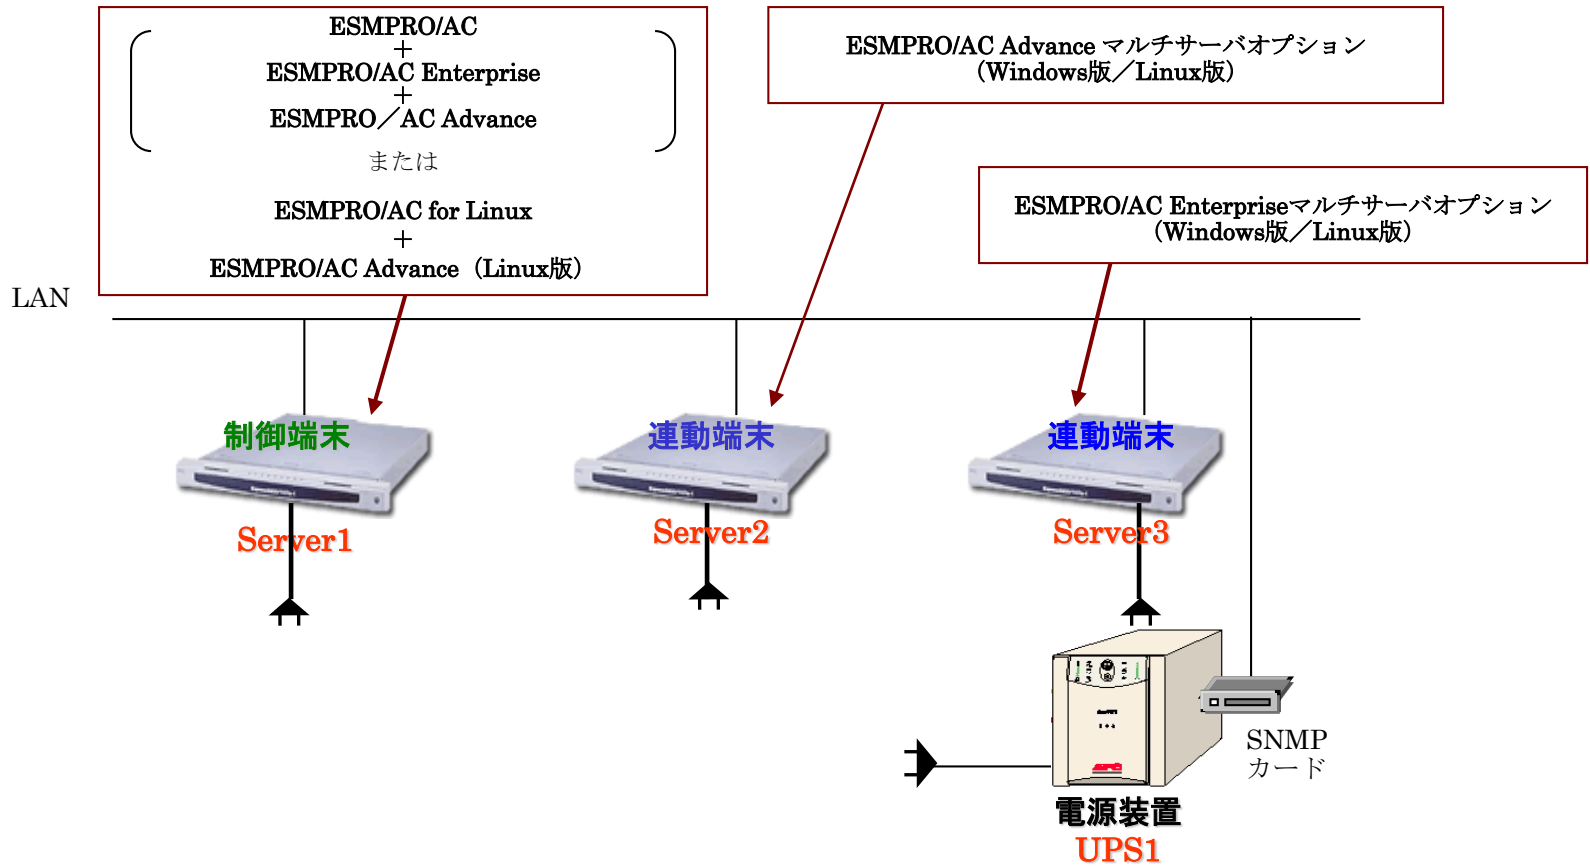 ESMPRO/AC
+
ESMPRO/AC Enterprise
+
ESMPRO／AC Advance
または
ESMPRO/AC for Linux
+
ESMPRO/AC Advance（Linux版）
ESMPRO/AC Advance マルチサーバオプション
（Windows版／Linux版）
ESMPRO/AC Enterpriseマルチサーバオプション
（Windows版／Linux版）
LAN
制御端末
連動端末
連動端末
Server1
Server2
Server3
APC
SNMP
カード
電源装置
UPS1